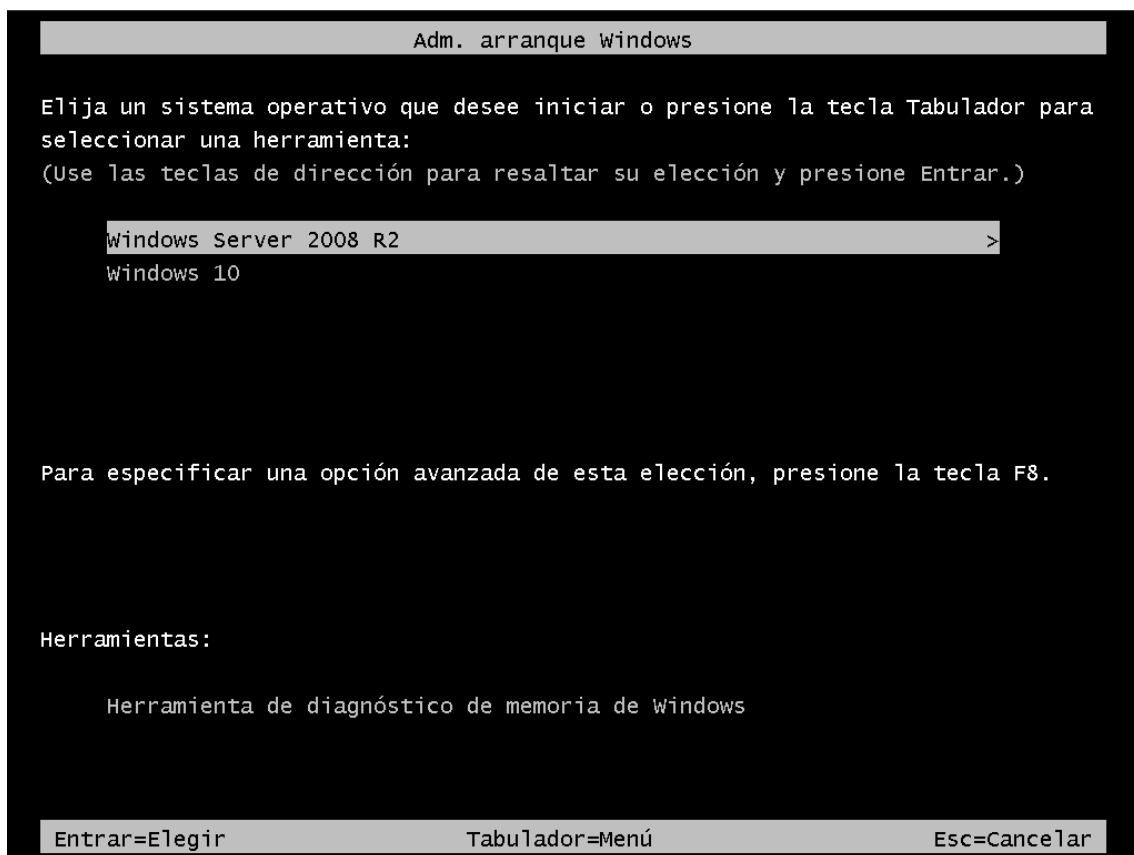 Adm. arranque Windows
Elija un sistema operativo que desee iniciar o presione la tecla Tabulador para
seleccionar una herramienta:
(Use las teclas de dirección para resaltar su elección y presione Entrar.)
Windows Server 2008 R2 >
Windows 10
Para especificar una opción avanzada de esta elección, presione la tecla F8.
Herramientas:
Herramienta de diagnóstico de memoria de Windows
Entrar=Elegir Tabulador=Menú Esc=Cancelar